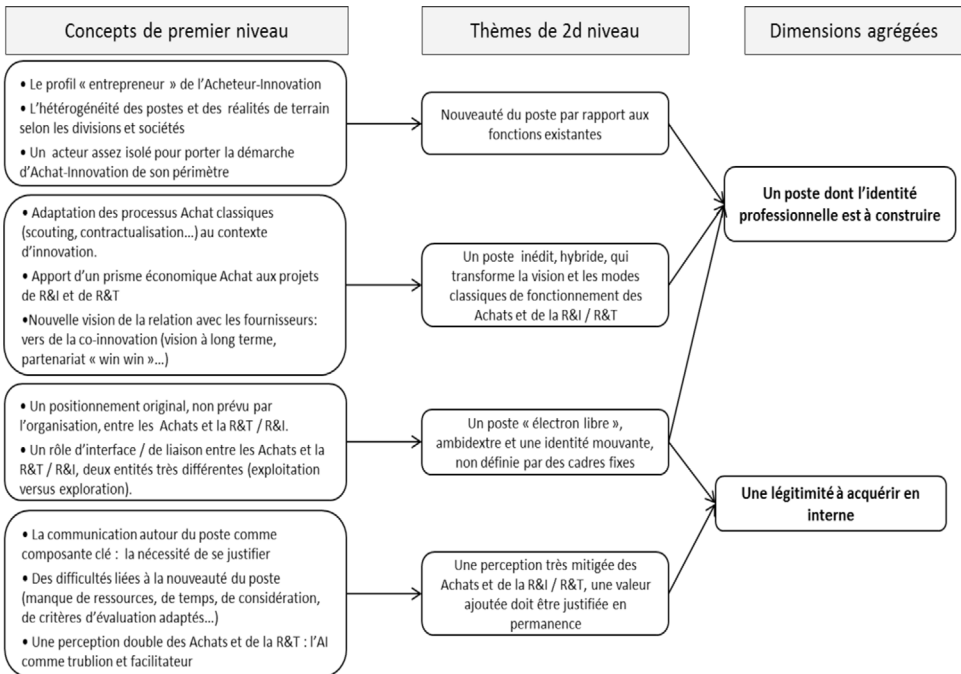 Concepts de premier niveau
Thèmes de 2d niveau
Dimensions agrégées
• Le profil « entrepreneur » de l'Acheteur-Innovation
• L'hétérogénéité des postes et des réalités de terrain
selon les divisions et sociétés
• Un acteur assez isolé pour porter la démarche
d'Achat-Innovation de son périmètre
Nouveauté du poste par rapport aux
fonctions existantes
• Adaptation des processus Achat classiques
(scouting, contractualisation...) au contexte
d'innovation.
• Apport d'un prisme économique Achat aux projets
de R&I et de R&T
•Nouvelle vision de la relation avec les fournisseurs:
vers de la co-innovation (vision à long terme,
partenariat « win win »...)
Un poste inédit, hybride, qui
transforme la vision et les modes
classiques de fonctionnement des
Achats et de la R&I / R&T
Un poste dont l'identité
professionnelle est à construire
• Un positionnement original, non prévu par
l'organisation, entre les Achats et la R&T / R&I.
• Un rôle d'interface / de liaison entre les Achats et la
R&T / R&I, deux entités très différentes (exploitation
versus exploration).
Un poste « électron libre »,
ambidextre et une identité mouvante,
non définie par des cadres fixes
Une légitimité à acquérir en
interne
• La communication autour du poste comme
composante clé : la nécessité de se justifier
• Des difficultés liées à la nouveauté du poste
(manque de ressources, de temps, de considération,
de critères d'évaluation adaptés...)
• Une perception double des Achats et de la R&T : l'AI
comme trublion et facilitateur
Une perception très mitigée des
Achats et de la R&I / R&T, une valeur
ajoutée doit être justifiée en
permanence